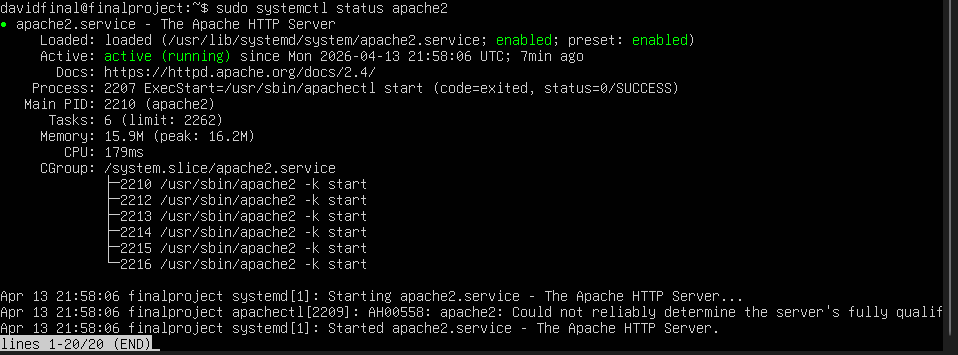 davidfinal@finalproject:~$ sudo systemctl status apache2
● apache2.service - The Apache HTTP Server
Loaded: loaded (/usr/lib/systemd/system/apache2.service; enabled; preset: enabled)
Active: active (running) since Mon 2026-04-13 21:58:06 UTC; 7min ago
Docs: https://httpd.apache.org/docs/2.4/
Process: 2207 ExecStart=/usr/sbin/apachectl start (code=exited, status=0/SUCCESS)
Main PID: 2210 (apache2)
Tasks: 6 (limit: 2262)
Memory: 15.9M (peak: 16.2M)
CPU: 179ms
CGroup: /system.slice/apache2.service
├─2210 /usr/sbin/apache2 -k start
├─2212 /usr/sbin/apache2 -k start
├─2213 /usr/sbin/apache2 -k start
├─2214 /usr/sbin/apache2 -k start
├─2215 /usr/sbin/apache2 -k start
└─2216 /usr/sbin/apache2 -k start
Apr 13 21:58:06 finalproject systemd[1]: Starting apache2.service - The Apache HTTP Server...
Apr 13 21:58:06 finalproject apachectl[2209]: AH00558: apache2: Could not reliably determine the server's fully qualif
Apr 13 21:58:06 finalproject systemd[1]: Started apache2.service - The Apache HTTP Server.
lines 1-20/20 (END)